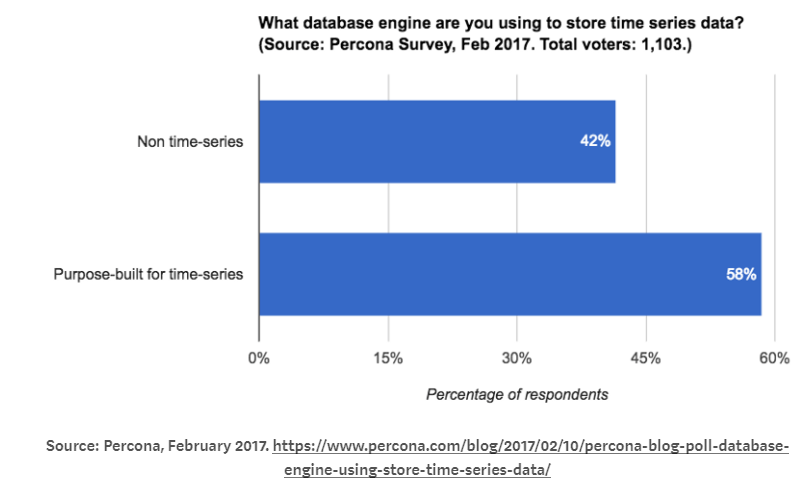 What database engine are you using to store time series data?
(Source: Percona Survey, Feb 2017. Total voters: 1,103.)
Non time-series
42%
Purpose-built for time-series
58%
0%
15%
30%
45%
60%
Percentage of respondents
Source: Percona, February 2017. https://www.percona.com/blog/2017/02/10/percona-blog-poll-database-
engine-using-store-time-series-data/